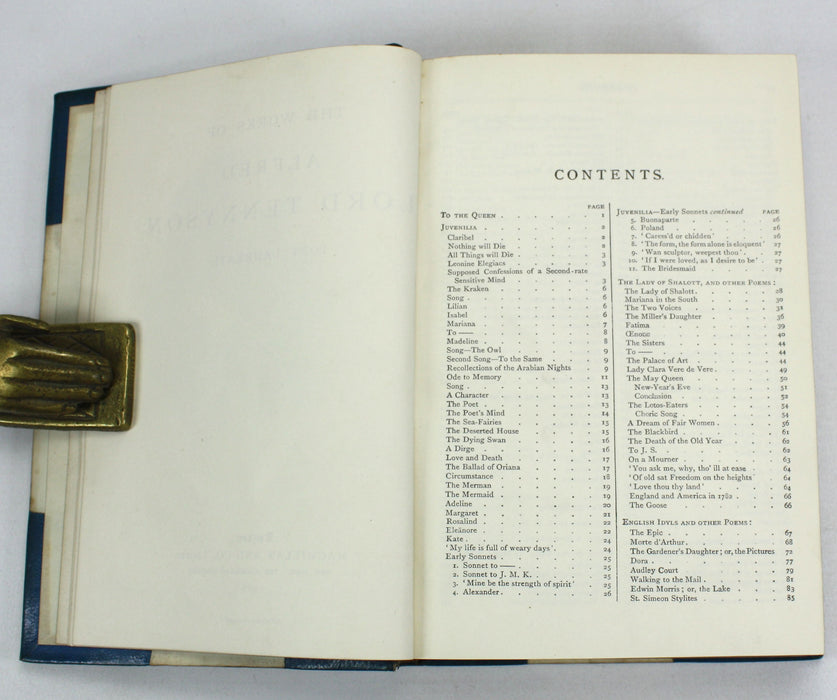 CONTENTS.
PAGE
To the Queen . . . . . . 1
Juvenilia . . . . . . . 2
Claribel . . . . . . . 2
Nothing will Die . . . . . 2
All Things will Die . . . . . 3
Leonine Elegiacs . . . . . 3
Supposed Confessions of a Second-rate
Sensitive Mind . . . . . 3
The Kraken . . . . . . 6
Song . . . . . . . 6
Lilian . . . . . . . 6
Isabel . . . . . . . 6
Mariana . . . . . . . 7
To —— . . . . . . . 8
Madeline . . . . . . . 8
Song—The Owl . . . . . 9
Second Song—To the Same . . . . 9
Recollections of the Arabian Nights . 9
Ode to Memory . . . . . 11
Song . . . . . . . 13
A Character . . . . . . 13
The Poet . . . . . . . 13
The Poet's Mind . . . . . 14
The Sea-Fairies . . . . . 15
The Deserted House . . . . . 15
The Dying Swan . . . . . 16
A Dirge . . . . . . . 16
Love and Death . . . . . 17
The Ballad of Oriana . . . . 17
Circumstance . . . . . . 18
The Merman . . . . . . 19
The Mermaid . . . . . . 19
Adeline . . . . . . . 20
Margaret . . . . . . . 21
Rosalind . . . . . . . 22
Eleänore . . . . . . . 22
Kate . . . . . . . 24
'My life is full of weary days' . . . 24
Early Sonnets . . . . . . 25
1. Sonnet to —— . . . . . 25
2. Sonnet to J. M. K. . . . . 25
3. 'Mine be the strength of spirit' . . 25
4. Alexander . . . . . . 26
Juvenilia—Early Sonnets continued PAGE
5. Buonaparte . . . . . 26
6. Poland . . . . . . 26
7. 'Caress'd or chidden' . . . . 26
8. 'The form, the form alone is eloquent' 27
9. 'Wan sculptor, weepest thou' . . . 27
10. 'If I were loved, as I desire to be' . 27
11. The Bridesmaid . . . . . 27
The Lady of Shalott, and other Poems:
The Lady of Shalott . . . . . 28
Mariana in the South . . . . . 30
The Two Voices . . . . . 31
The Miller's Daughter . . . . 36
Fatima . . . . . . . 39
Œnone . . . . . . . 40
The Sisters . . . . . . 44
To —— . . . . . . . 44
The Palace of Art . . . . . 44
Lady Clara Vere de Vere . . . . 49
The May Queen . . . . . 50
New-Year's Eve . . . . . 51
Conclusion . . . . . . 52
The Lotos-Eaters . . . . . 54
Choric Song . . . . . . 54
A Dream of Fair Women . . . . 56
The Blackbird . . . . . . 61
The Death of the Old Year . . . 62
To J. S. . . . . . . 62
On a Mourner . . . . . . 63
'You ask me, why, tho' ill at ease . . 64
'Of old sat Freedom on the heights' . 64
'Love thou thy land' . . . . . 64
England and America in 1782 . . . 66
The Goose . . . . . . 66
English Idyls and other Poems:
The Epic . . . . . . 67
Morte d'Arthur . . . . . 68
The Gardener's Daughter; or, the Pictures 72
Dora . . . . . . . 77
Audley Court . . . . . . 79
Walking to the Mail . . . . . 81
Edwin Morris; or, the Lake . . . 83
St. Simeon Stylites . . . . . 85